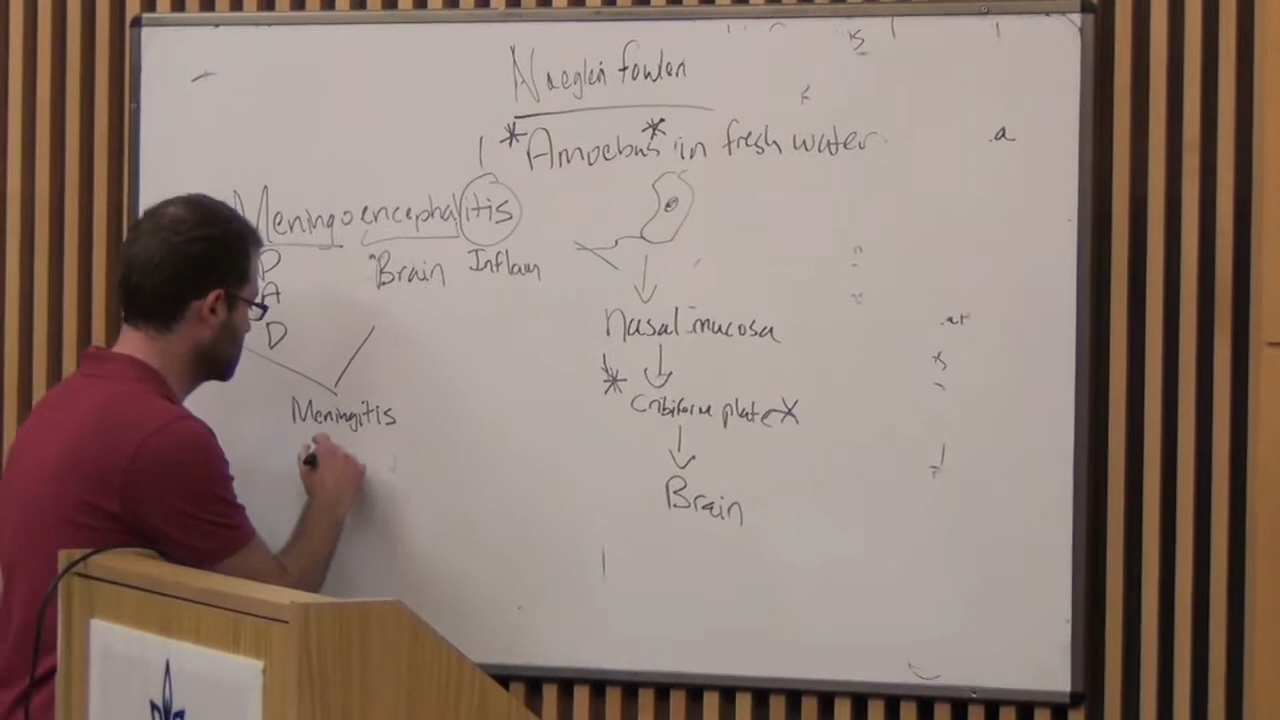 Naegleri fowleri
*Amoebas* in fresh water
Meningoencephalitis
P
A
D
Brain
Inflam
Nasal mucosa
*
Cribiform plate X
Brain
Meningitis